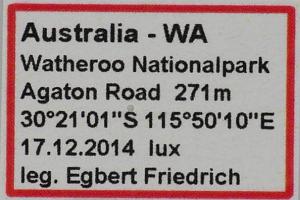 Australia - WA
Watheroo Nationalpark
Agaton Road 271m
30°21'01"S 115°50'10"E
17.12.2014 lux
leg. Egbert Friedrich